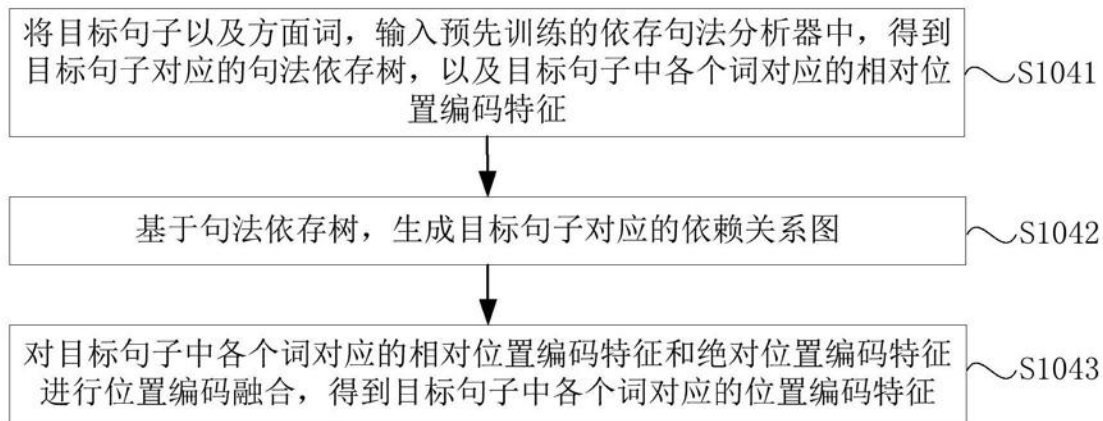 将目标句子以及方面词，输入预先训练的依存句法分析器中，得到
目标句子对应的句法依存树，以及目标句子中各个词对应的相对位
置编码特征
S1041
基于句法依存树，生成目标句子对应的依赖关系图
S1042
对目标句子中各个词对应的相对位置编码特征和绝对位置编码特征
进行位置编码融合，得到目标句子中各个词对应的位置编码特征
S1043